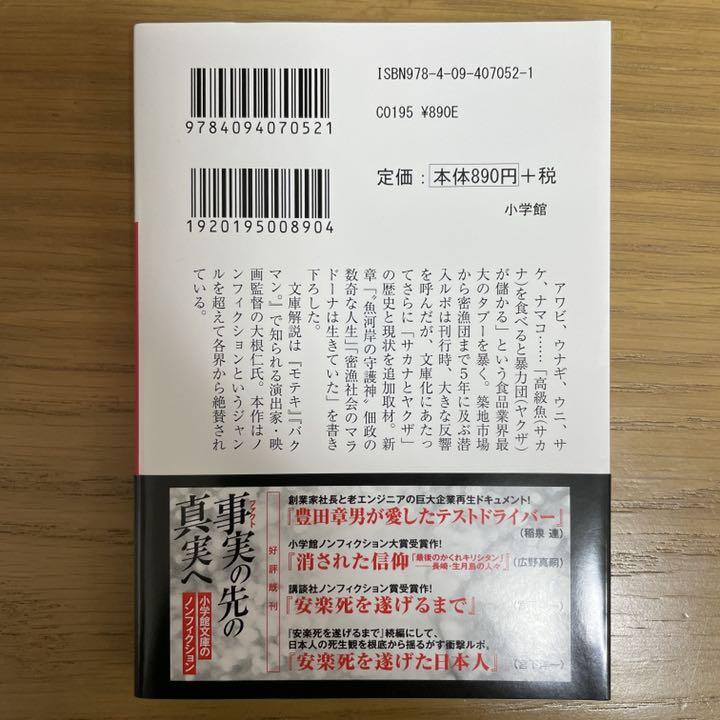 ISBN978-4-09-407052-1
C0195 ¥890E
9784094070521
定価：本体890円＋税
1920195008904
小学館
アワビ、ウナギ、ウニ、サ
ケ、ナマコ……「高級魚(サカ
ナ)を食べると暴力団(ヤクザ)
が儲かる」という食品業界最
大のタブーを暴く。築地市場
から密漁団まで5年に及ぶ潜
入ルポは刊行時、大きな反響
を呼んだが、文庫化にあたっ
てさらに「サカナとヤクザ」
の歴史と現状を追加取材。新
章「〝魚河岸の守護神〟佃政の
数奇な人生」「密漁社会のマラ
ドーナは生きていた」を書き
下ろした。
文庫解説は『モテキ』『バク
マン。』で知られる演出家・映
画監督の大根仁氏。本作はノ
ンフィクションというジャン
ルを超えて各界から絶賛され
ている。
事実の先の
ファクト
真実へ
小学館文庫の
ノンフィクション
好評既刊
創業家社長と老エンジニアの巨大企業再生ドキュメント!
『豊田章男が愛したテストドライバー』
(稲泉 連)
小学館ノンフィクション大賞受賞作!
『消された信仰「最後のかくれキリシタン」
――長崎・生月島の人々』(広野真嗣)
講談社ノンフィクション賞受賞作!
『安楽死を遂げるまで』
『安楽死を遂げるまで』続編にして、
日本人の死生観を根底から揺るがす衝撃ルポ。
『安楽死を遂げた日本人』(宮下洋一)